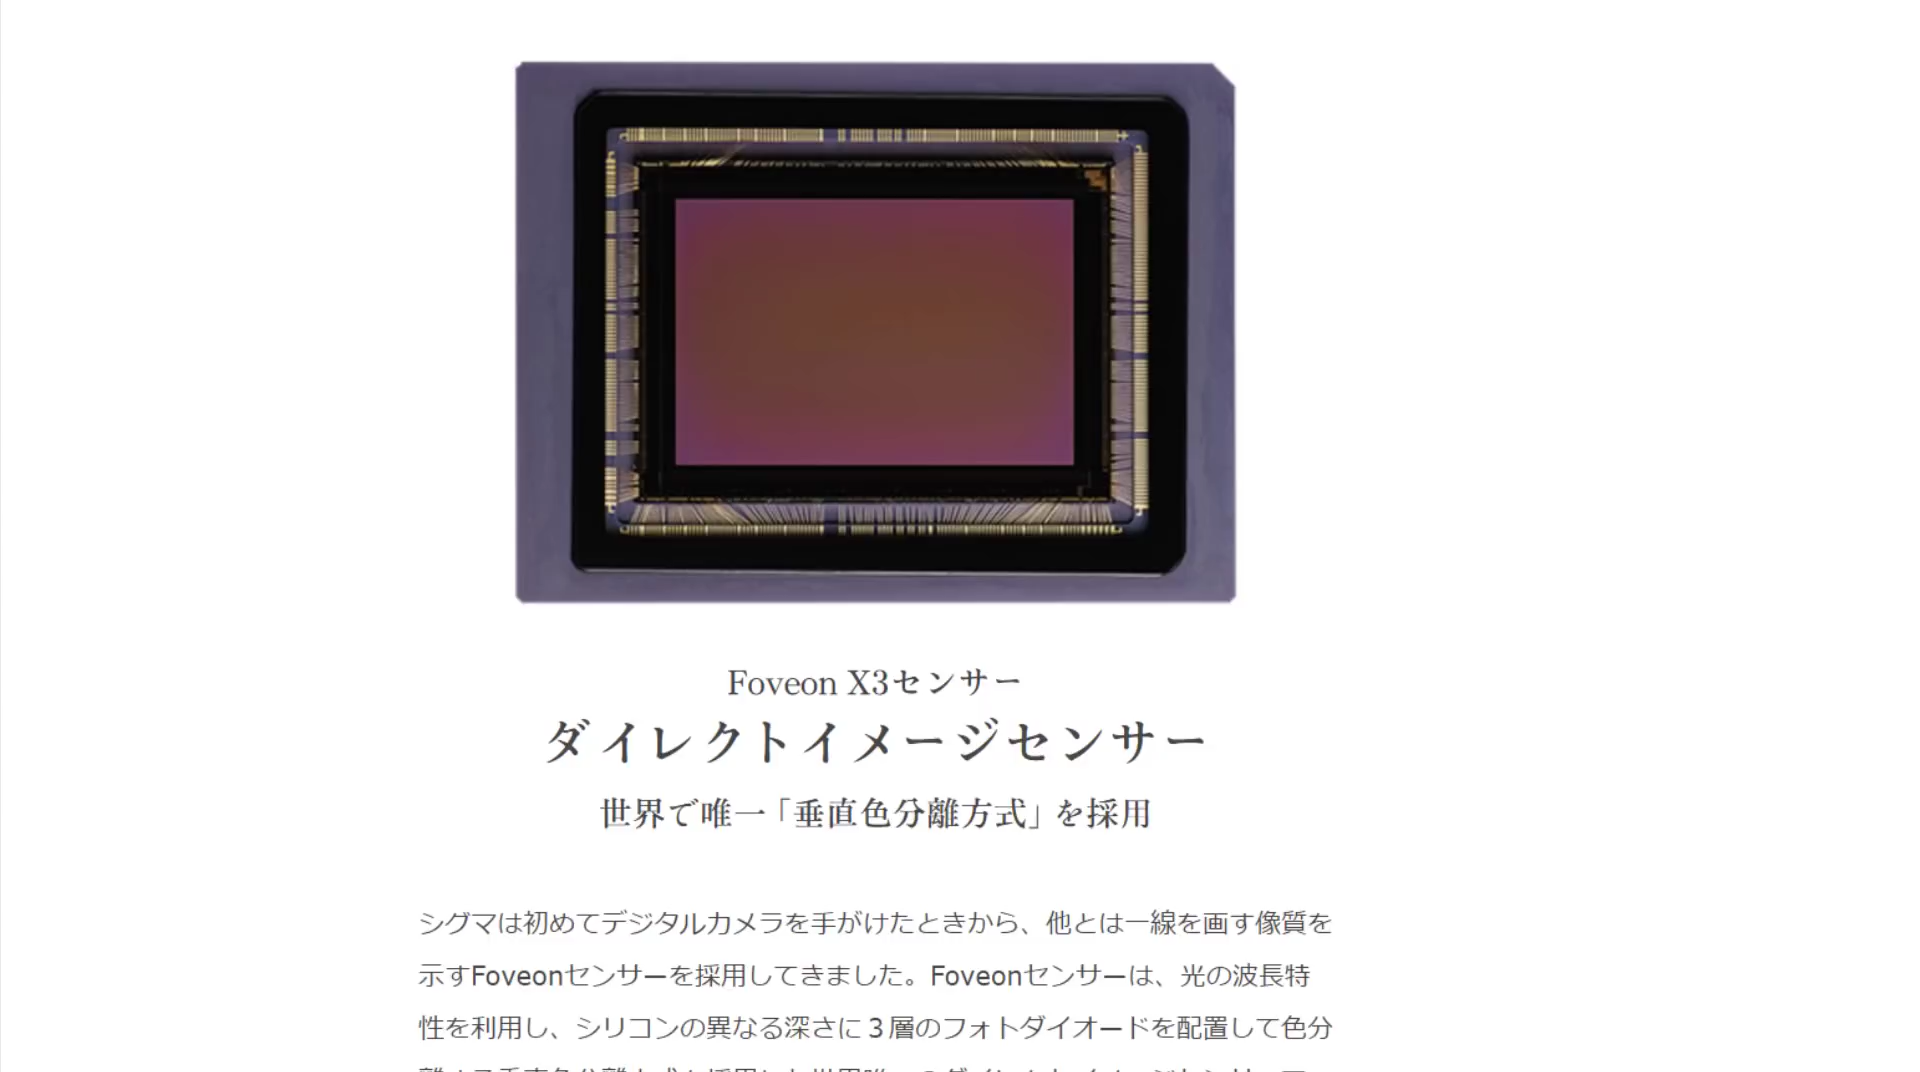 Foveon X3センサー
ダイレクトイメージセンサー
世界で唯一「垂直色分離方式」を採用
シグマは初めてデジタルカメラを手がけたときから、他とは一線を画す像質を
示すFoveonセンサーを採用してきました。Foveonセンサーは、光の波長特
性を利用し、シリコンの異なる深さに３層のフォトダイオードを配置して色分